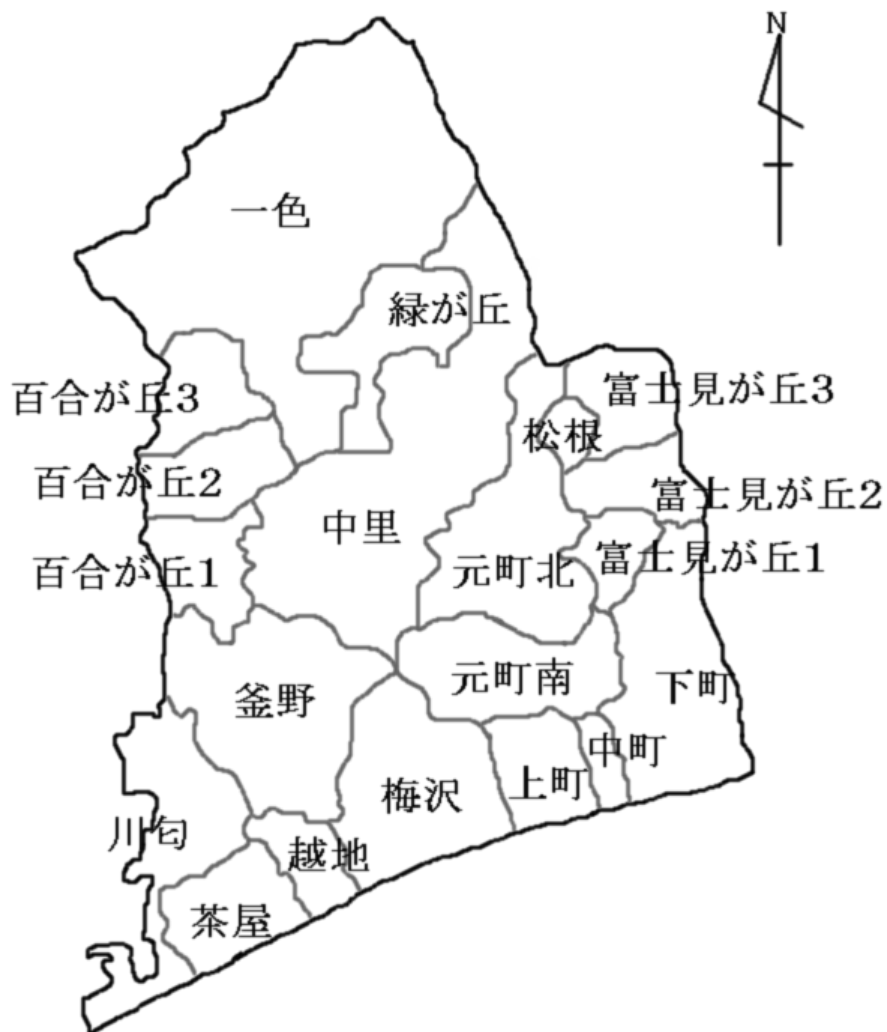 N
一色
緑が丘
百合が丘3
富士見が丘3
松根
百合が丘2
富士見が丘2
中里
百合が丘1
元町北
富士見が丘1
釜野
元町南
下町
中町
上町
梅沢
川匂
越地
茶屋